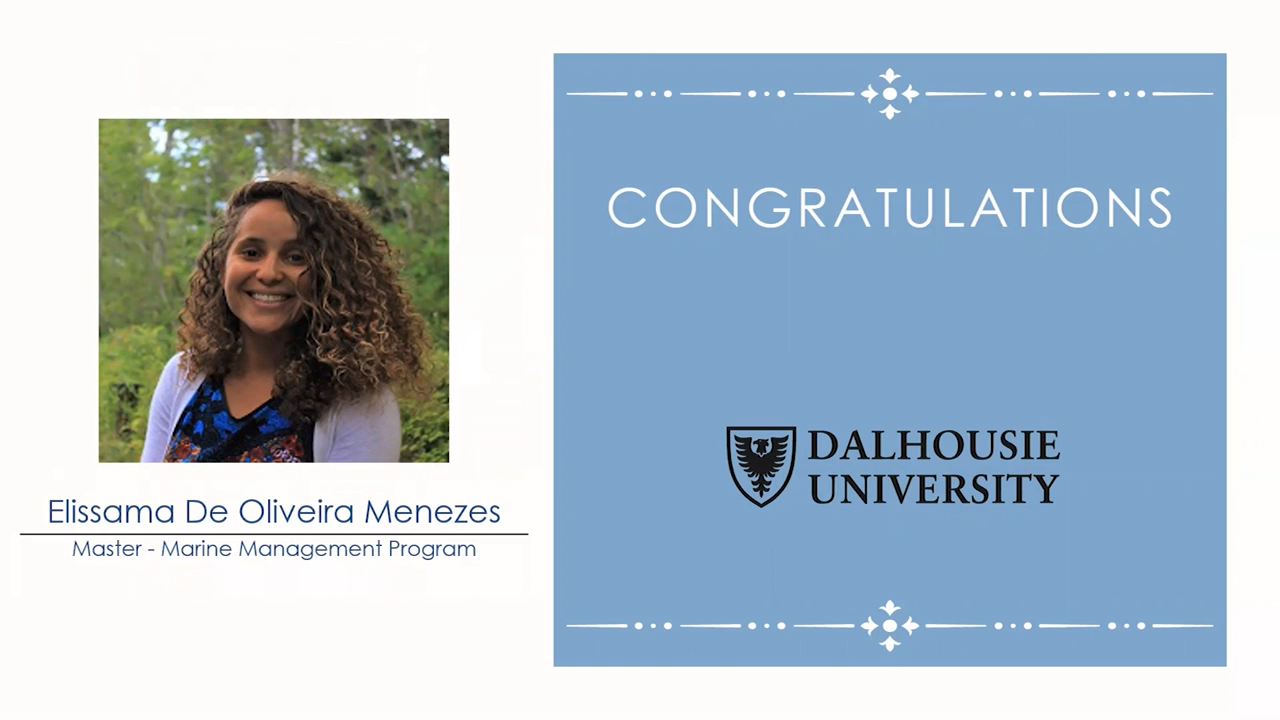 Elissama De Oliveira Menezes
Master - Marine Management Program
CONGRATULATIONS
DALHOUSIE
UNIVERSITY